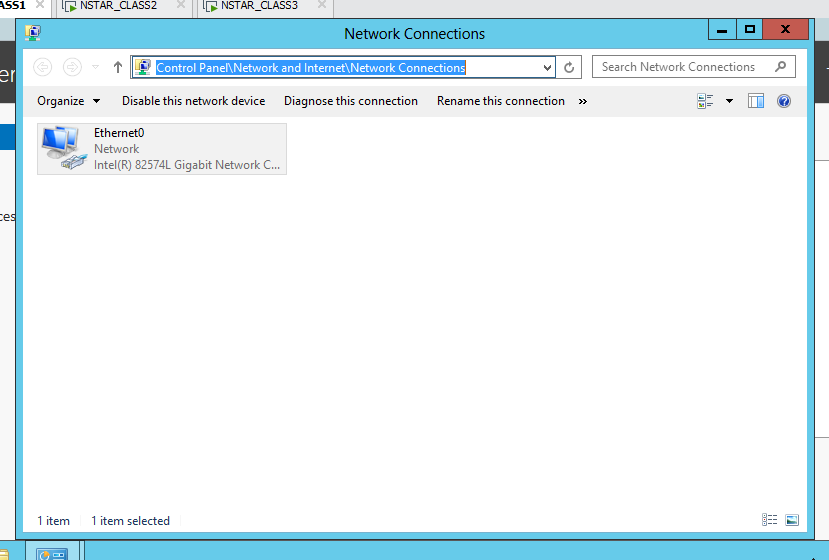 ASS1
NSTAR_CLASS2
NSTAR_CLASS3
Network Connections
er
Control Panel\Network and Internet\Network Connections
Search Network Connections
Organize
Disable this network device
Diagnose this connection
Rename this connection
»
Ethernet0
Network
Intel(R) 82574L Gigabit Network C...
ces
1 item
1 item selected